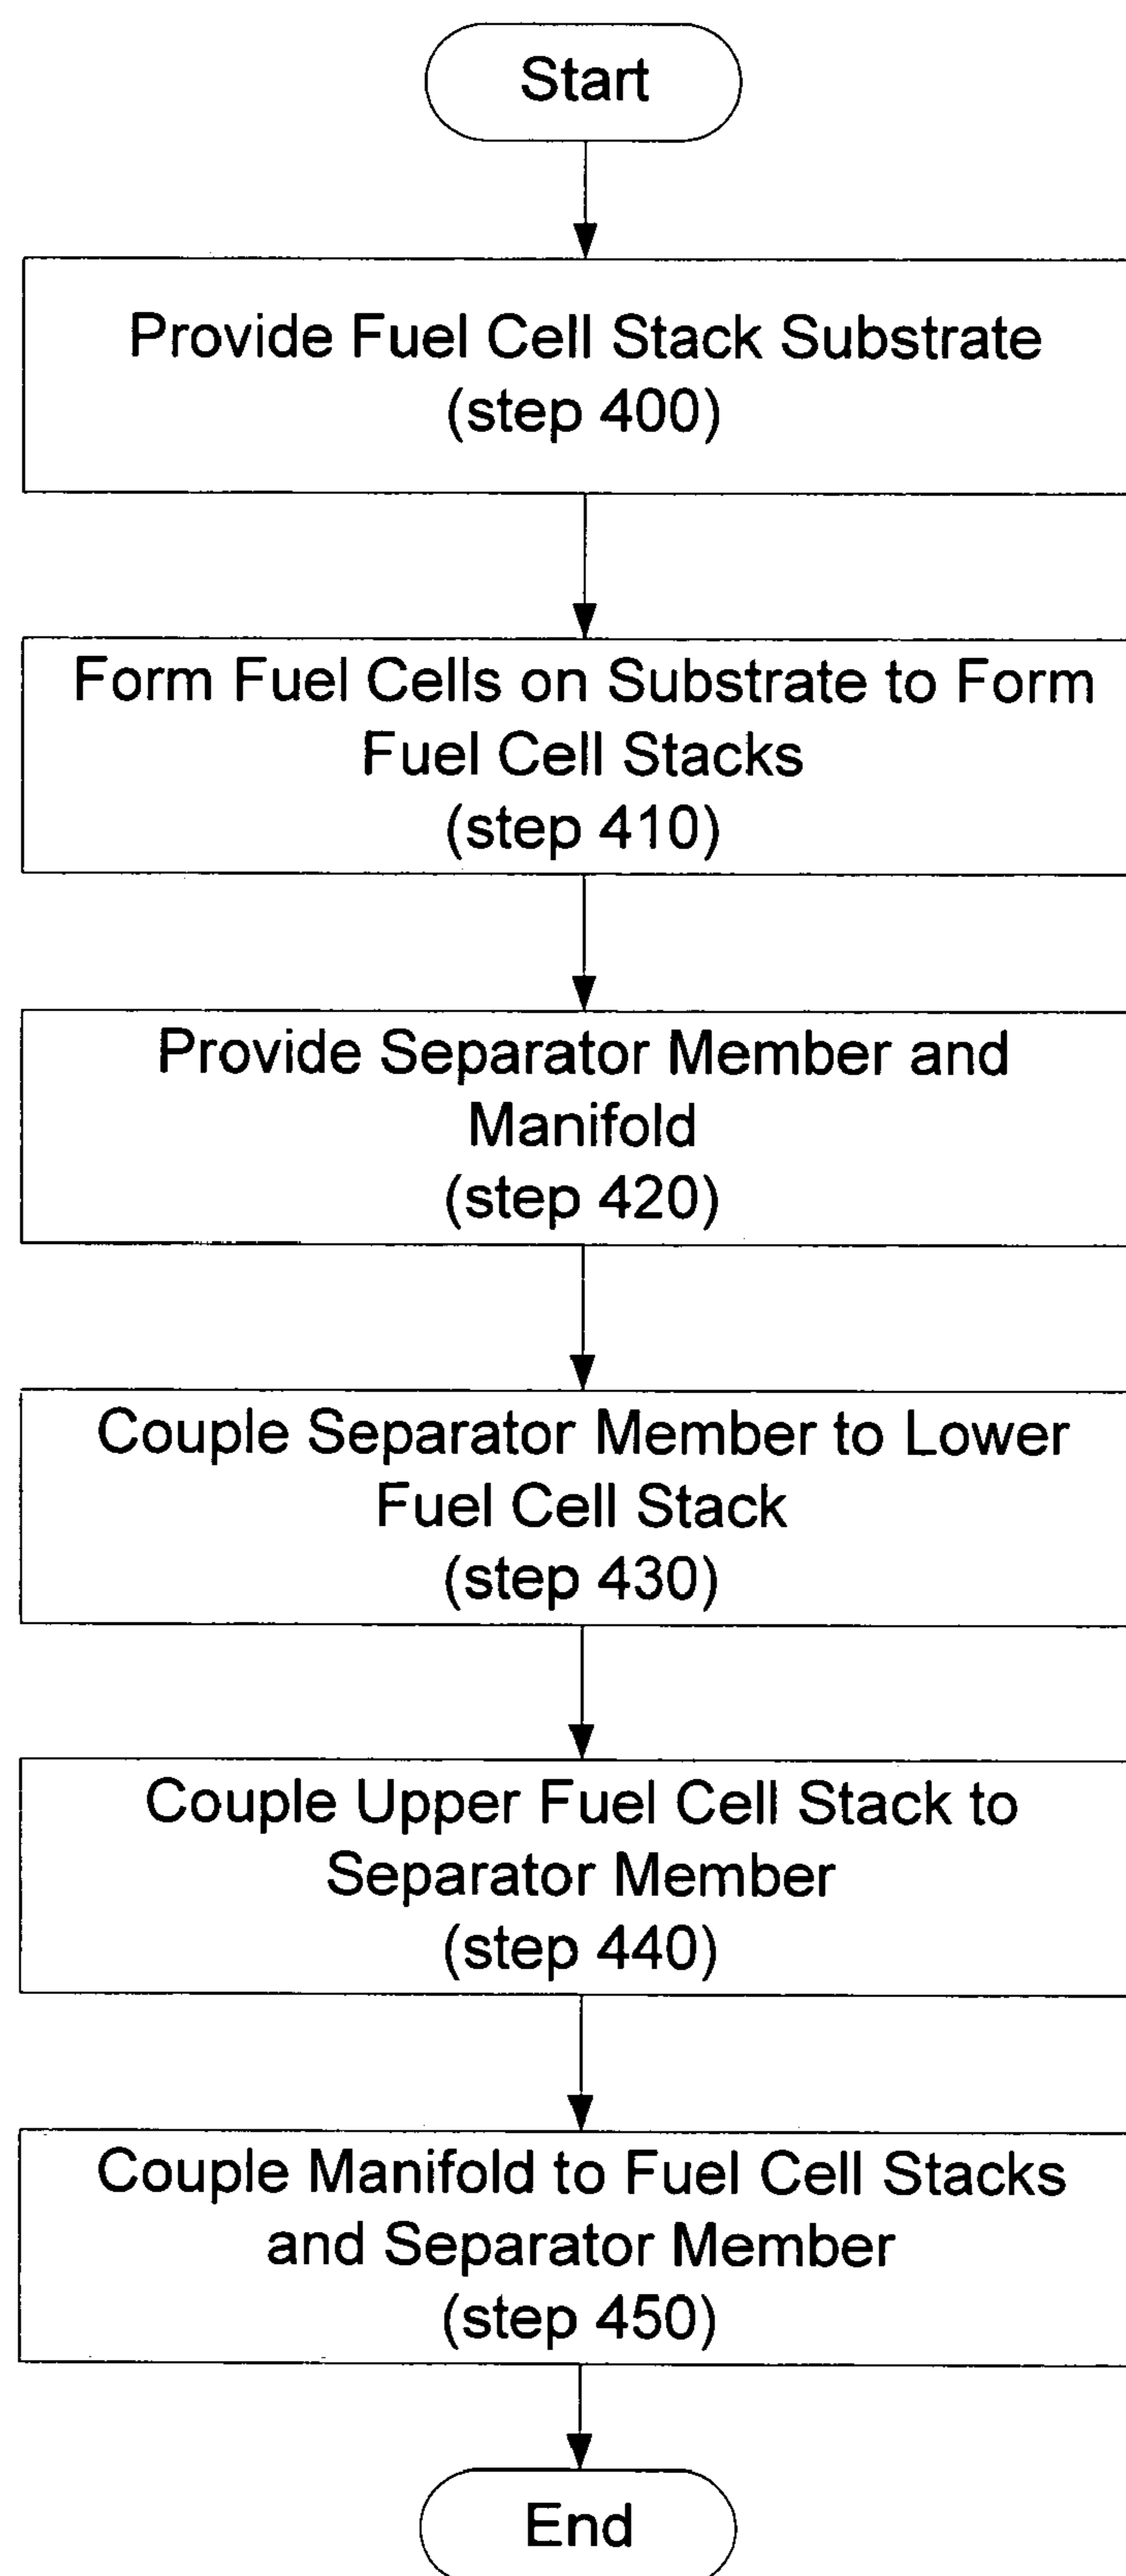 Start
Provide Fuel Cell Stack Substrate
(step 400)
Form Fuel Cells on Substrate to Form
Fuel Cell Stacks
(step 410)
Provide Separator Member and
Manifold
(step 420)
Couple Separator Member to Lower
Fuel Cell Stack
(step 430)
Couple Upper Fuel Cell Stack to
Separator Member
(step 440)
Couple Manifold to Fuel Cell Stacks
and Separator Member
(step 450)
End